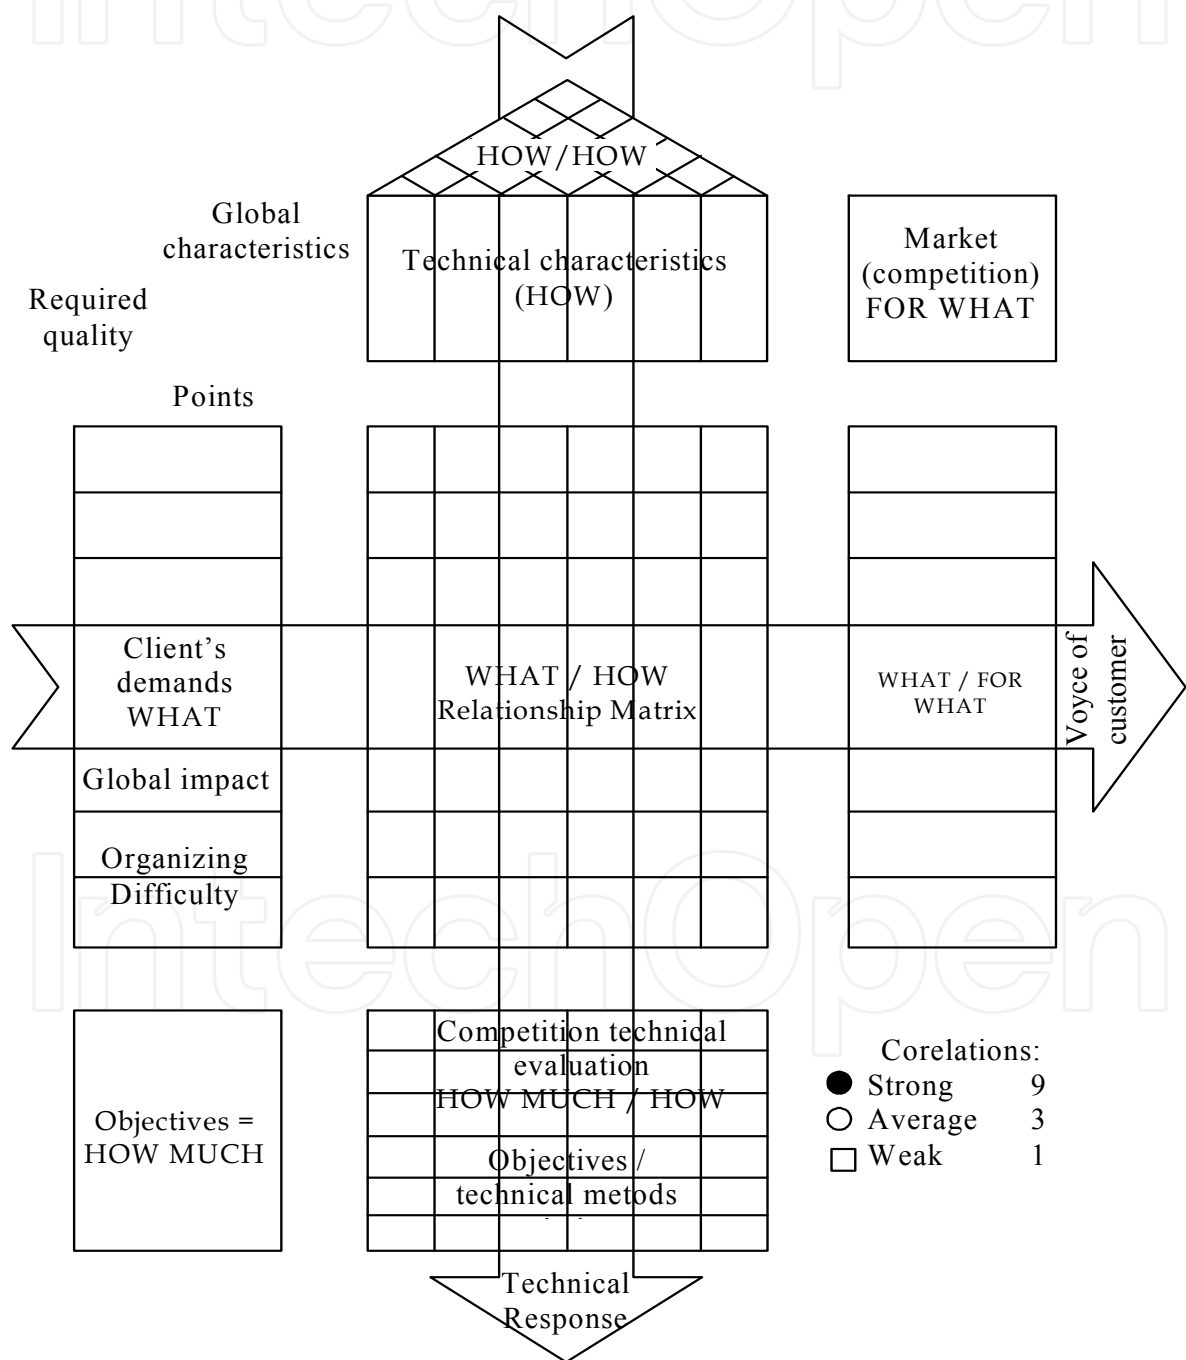 IntechOpen
HOW/HOW
Global
characteristics
Technical characteristics
(HOW)
Market
(competition)
FOR WHAT
Required
quality
Points
Client's
demands
WHAT
WHAT / HOW
Relationship Matrix
WHAT / FOR
WHAT
Voyce of
customer
Global impact
Organizing
Difficulty
IntechOpen
Objectives =
HOW MUCH
Competition technical
evaluation
HOW MUCH / HOW
Objectives /
technical metods
Corelations:
Strong 9
Average 3
Weak 1
Technical
Response